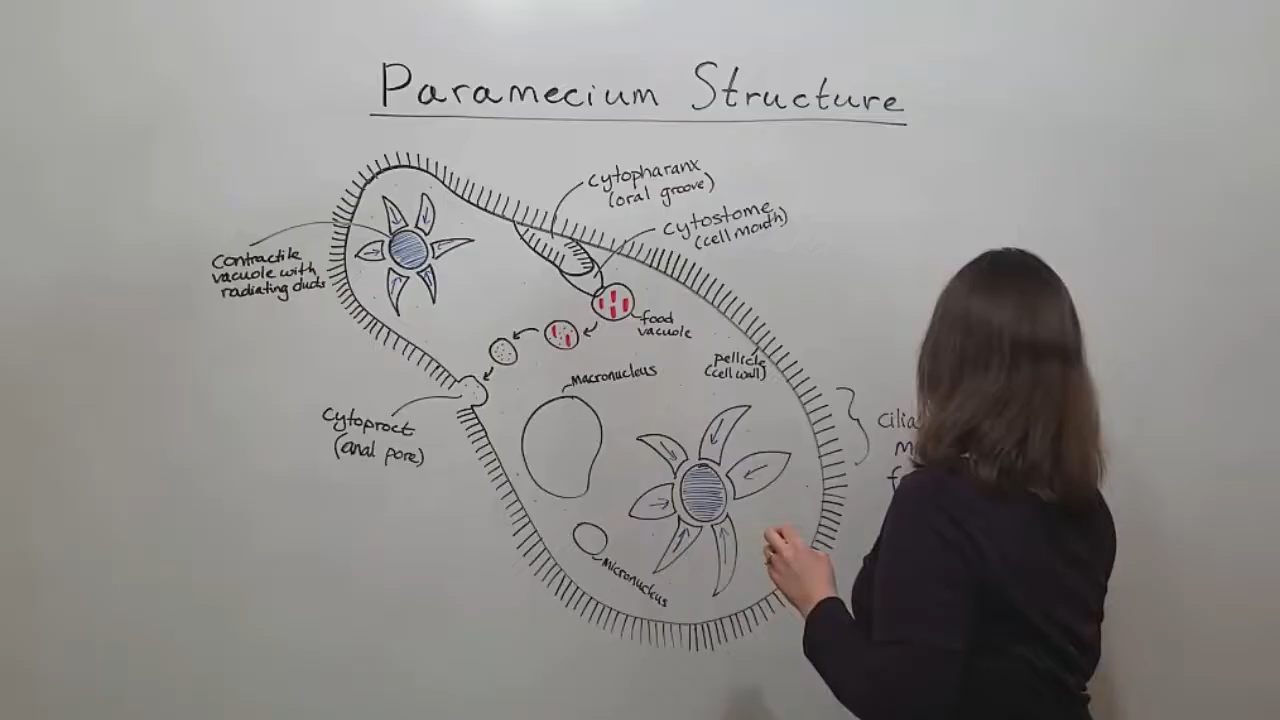 Paramecium Structure
Cytopharanx
(oral groove)
Cytostome
(cell mouth)
Contractile
vacuole with
radiating ducts
food
vacuole
pellicle
(cell wall)
macronucleus
Cytoproct
(anal pore)
Cilia
micronucleus